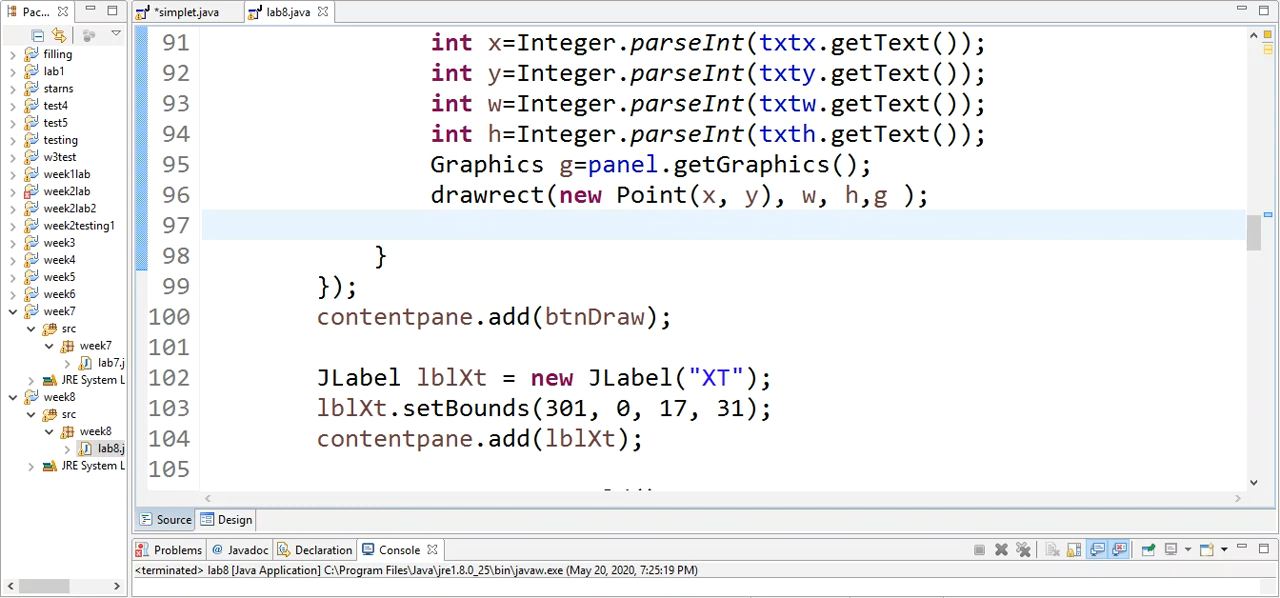 Pac...
*simplet.java
lab8.java
filling
lab1
starns
test4
test5
testing
w3test
week1lab
week2lab
week2lab2
week2testing1
week3
week4
week5
week6
week7
src
week7
lab7.j
JRE System L
week8
src
week8
lab8.j
JRE System L
91 int x=Integer.parseInt(txtx.getText());
92 int y=Integer.parseInt(txty.getText());
93 int w=Integer.parseInt(txtw.getText());
94 int h=Integer.parseInt(txth.getText());
95 Graphics g=panel.getGraphics();
96 drawrect(new Point(x, y), w, h,g );
97
98 }
99 });
100 contentpane.add(btnDraw);
101
102 JLabel lblXt = new JLabel("XT");
103 lblXt.setBounds(301, 0, 17, 31);
104 contentpane.add(lblXt);
105
Source Design
Problems @ Javadoc Declaration Console
<terminated> lab8 [Java Application] C:\Program Files\Java\jre1.8.0_25\bin\javaw.exe (May 20, 2020, 7:25:19 PM)